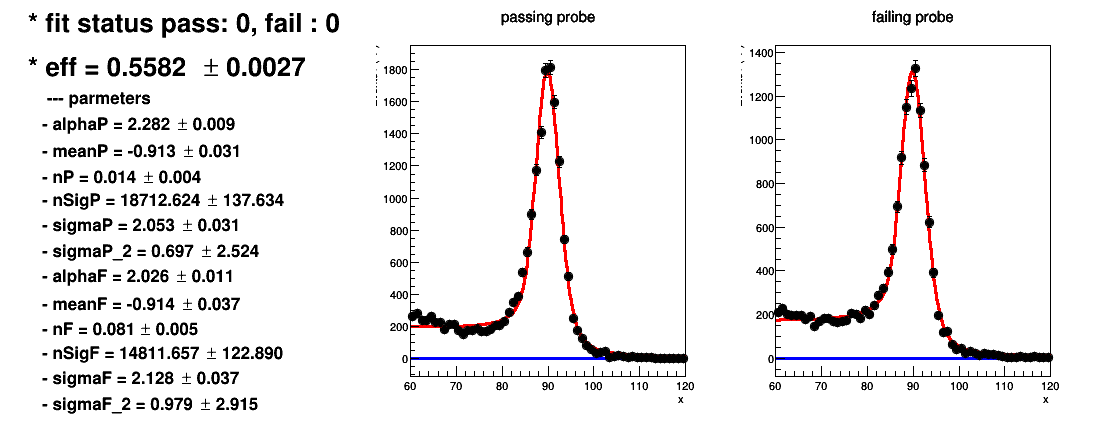 * fit status pass: 0, fail : 0
* eff = 0.5582 ± 0.0027
--- parmeters
- alphaP = 2.282 ± 0.009
- meanP = -0.913 ± 0.031
- nP = 0.014 ± 0.004
- nSigP = 18712.624 ± 137.634
- sigmaP = 2.053 ± 0.031
- sigmaP_2 = 0.697 ± 2.524
- alphaF = 2.026 ± 0.011
- meanF = -0.914 ± 0.037
- nF = 0.081 ± 0.005
- nSigF = 14811.657 ± 122.890
- sigmaF = 2.128 ± 0.037
- sigmaF_2 = 0.979 ± 2.915
passing probe
1800
1600
1400
1200
1000
800
600
400
200
0
60 70 80 90 100 110 120
x
failing probe
1400
1200
1000
800
600
400
200
0
60 70 80 90 100 110 120
x